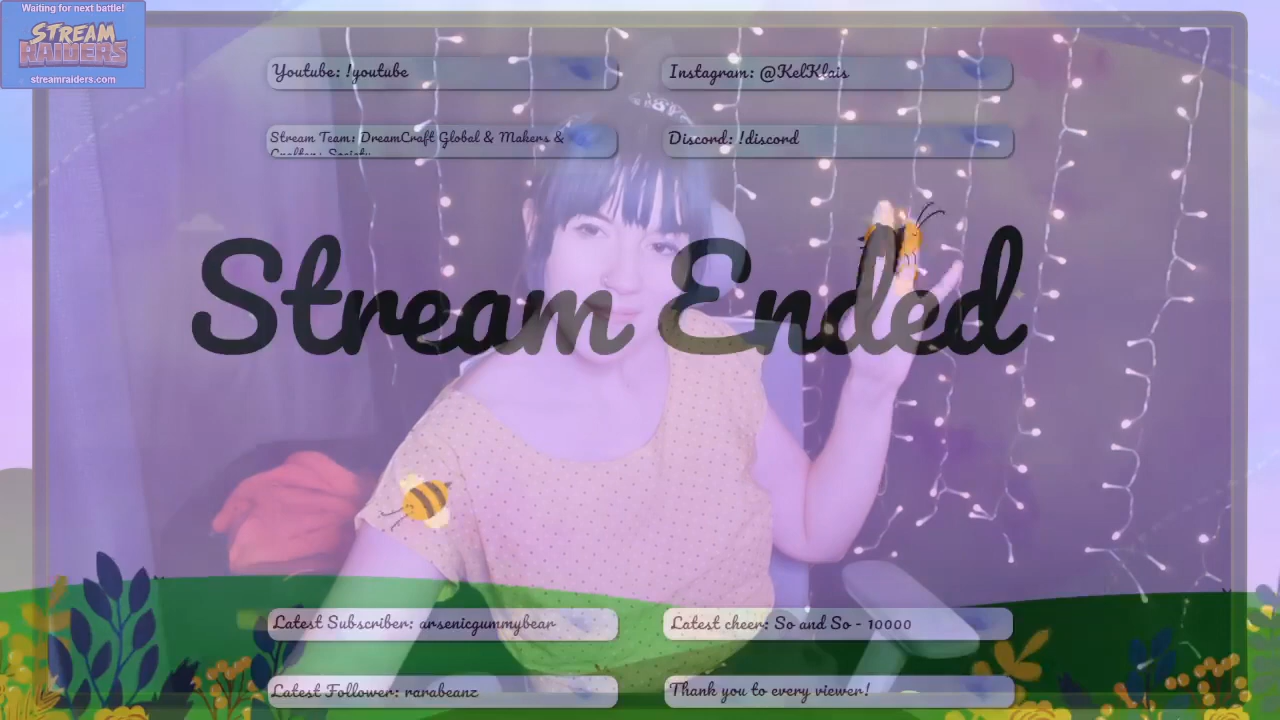 Waiting for next battle!
STREAM
RAIDERS
streamraiders.com
Youtube: !youtube
Instagram: @KelKlais
Stream Team: DreamCraft Global & Makers &
Crafters Society
Discord: !discord
Stream Ended
Latest Subscriber: arsenicgummybear
Latest cheer: So and So - 10000
Latest Follower: rarabeanz
Thank you to every viewer!